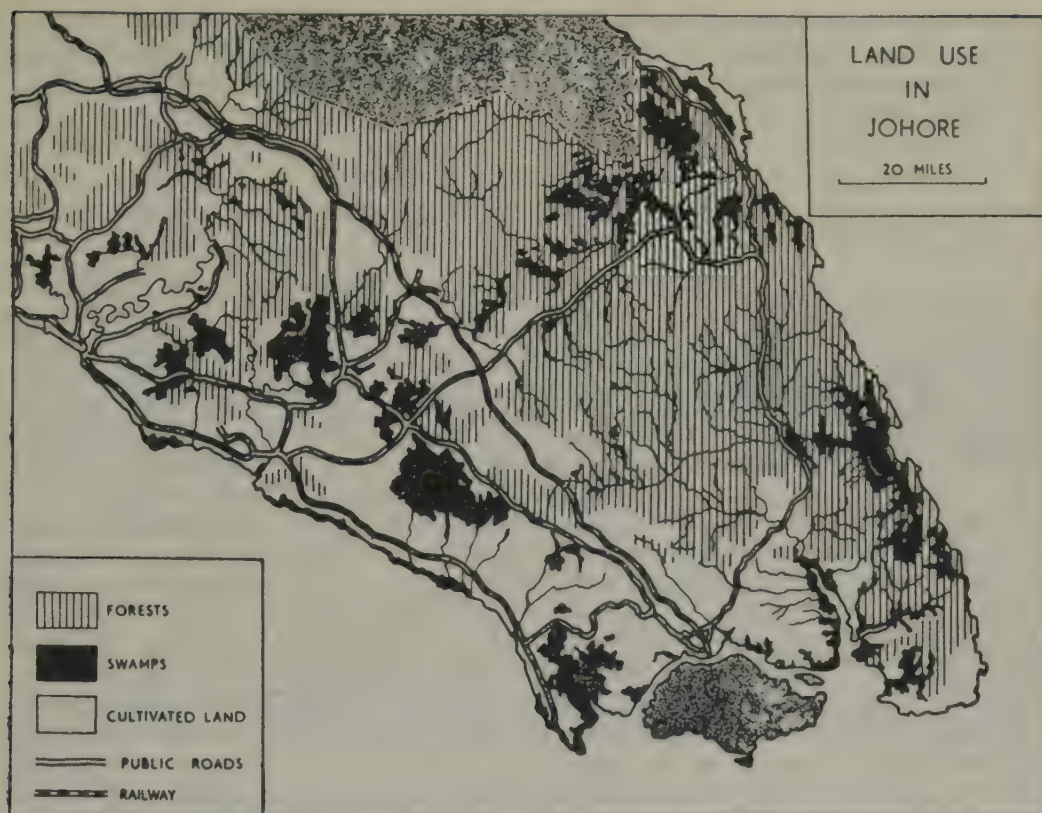 LAND USE
IN
JOHORE
20 MILES
FORESTS
SWAMPS
CULTIVATED LAND
PUBLIC ROADS
RAILWAY